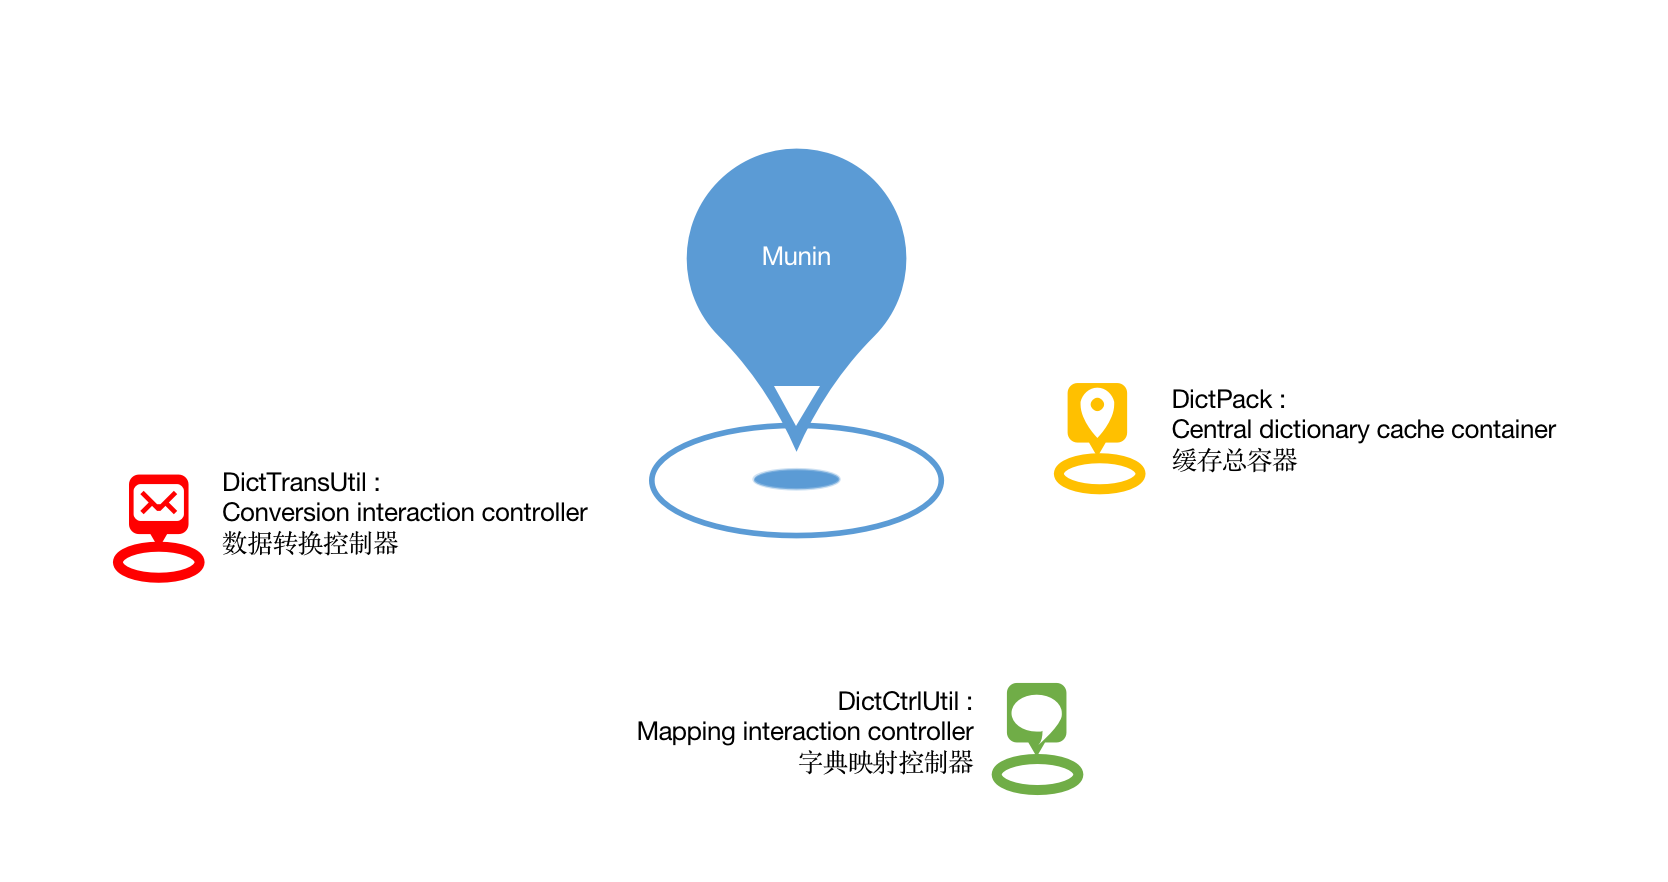 Munin
DictPack :
Central dictionary cache container
缓存总容器
DictTransUtil :
Conversion interaction controller
数据转换控制器
DictCtrlUtil :
Mapping interaction controller
字典映射控制器